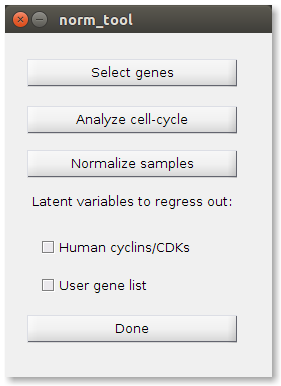 norm_tool
Select genes
Analyze cell-cycle
Normalize samples
Latent variables to regress out:
Human cyclins/CDKs
User gene list
Done